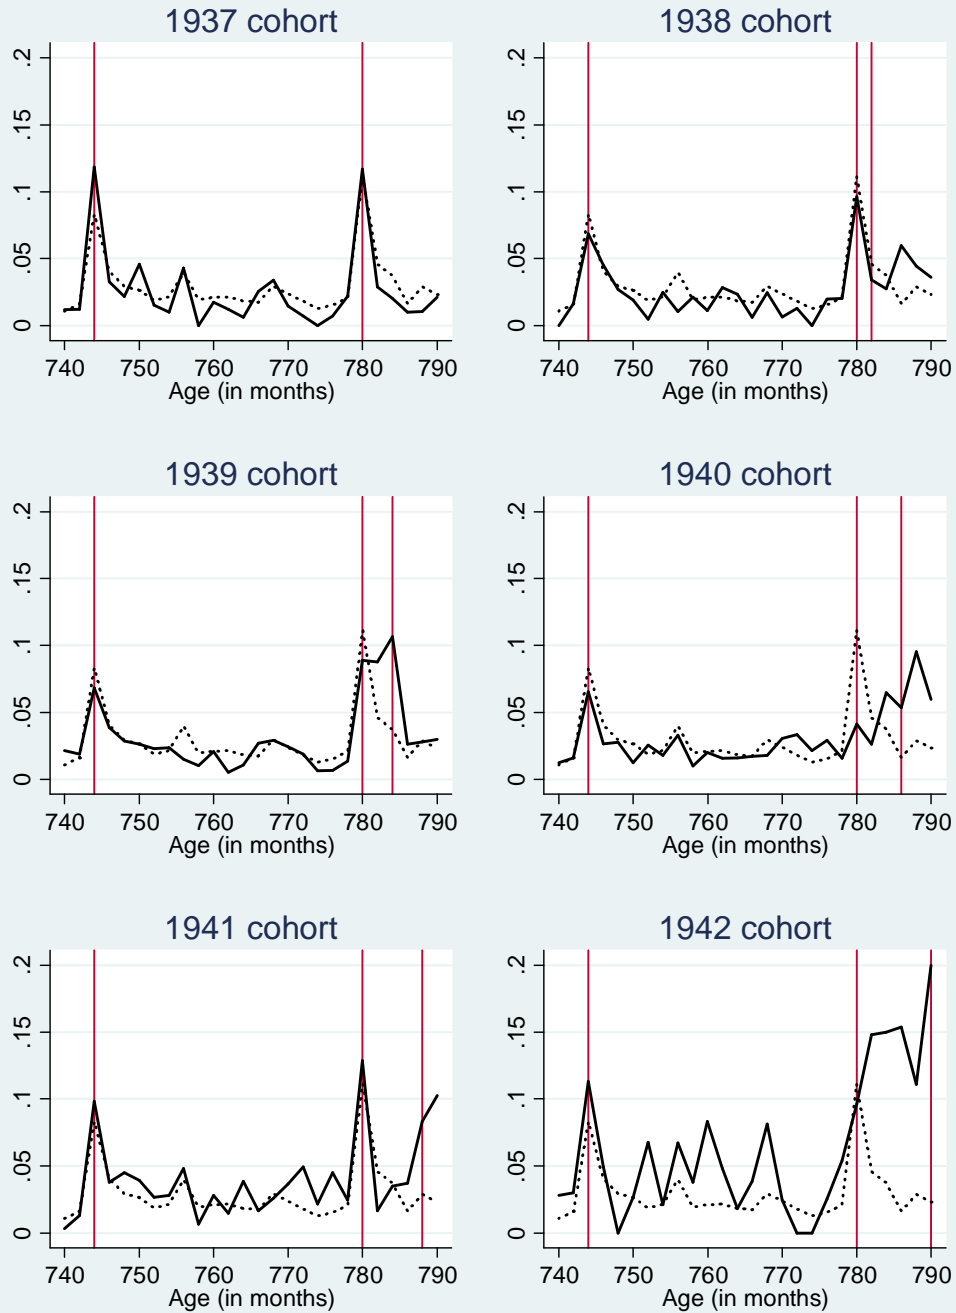 1937 cohort
0 .05 .1 .15 .2
740 750 760 770 780 790
Age (in months)
1938 cohort
0 .05 .1 .15 .2
740 750 760 770 780 790
Age (in months)
1939 cohort
0 .05 .1 .15 .2
740 750 760 770 780 790
Age (in months)
1940 cohort
0 .05 .1 .15 .2
740 750 760 770 780 790
Age (in months)
1941 cohort
0 .05 .1 .15 .2
740 750 760 770 780 790
Age (in months)
1942 cohort
0 .05 .1 .15 .2
740 750 760 770 780 790
Age (in months)